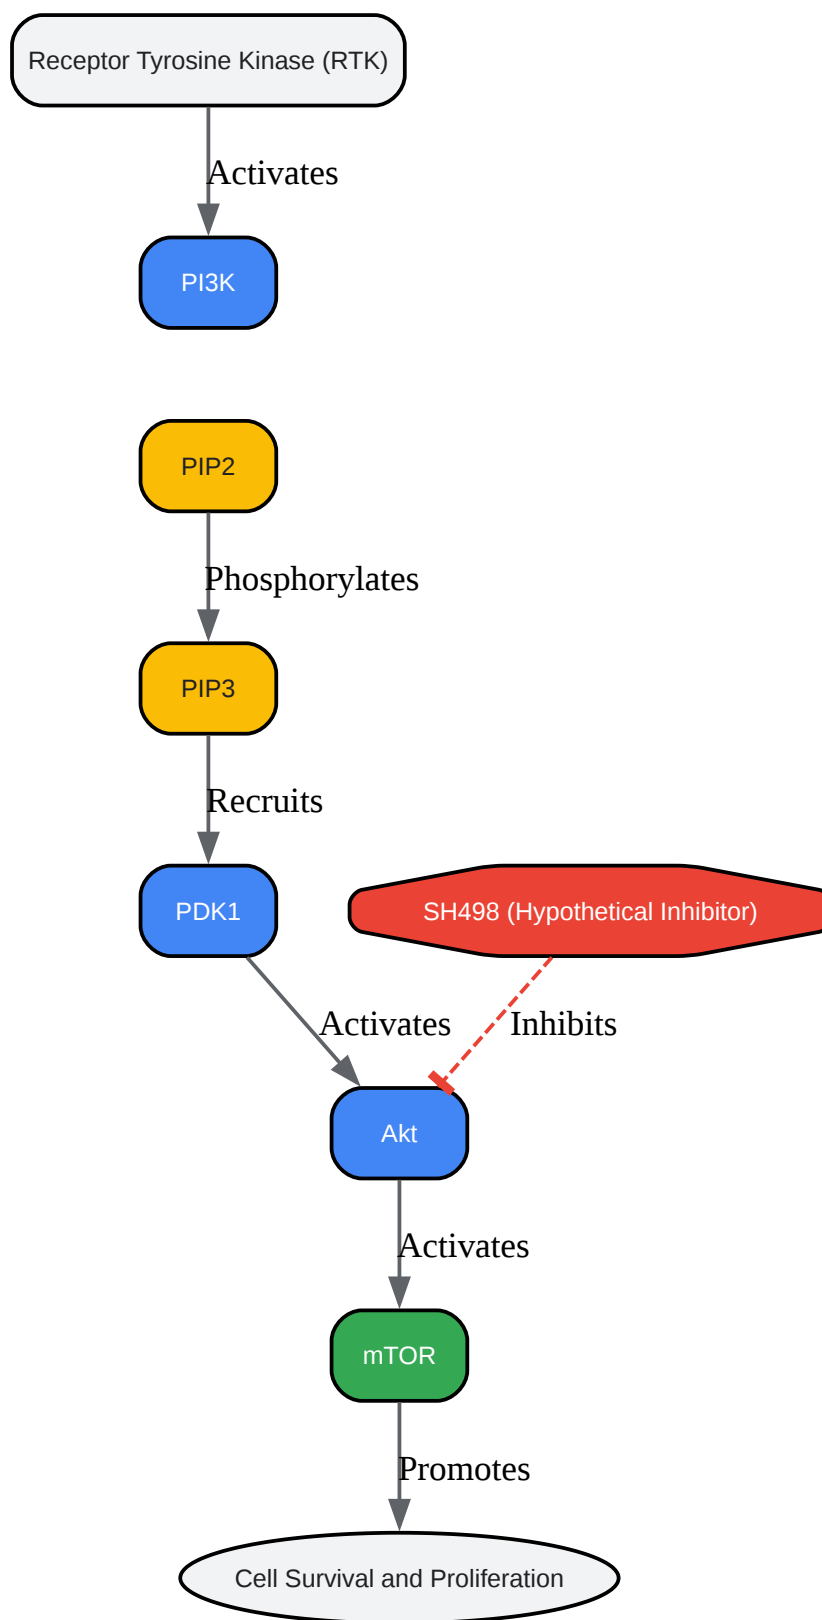 Receptor Tyrosine Kinase (RTK)
Activates
PI3K
PIP2
Phosphorylates
PIP3
Recruits
PDK1
SH498 (Hypothetical Inhibitor)
Activates
Inhibits
Akt
Activates
mTOR
Promotes
Cell Survival and Proliferation